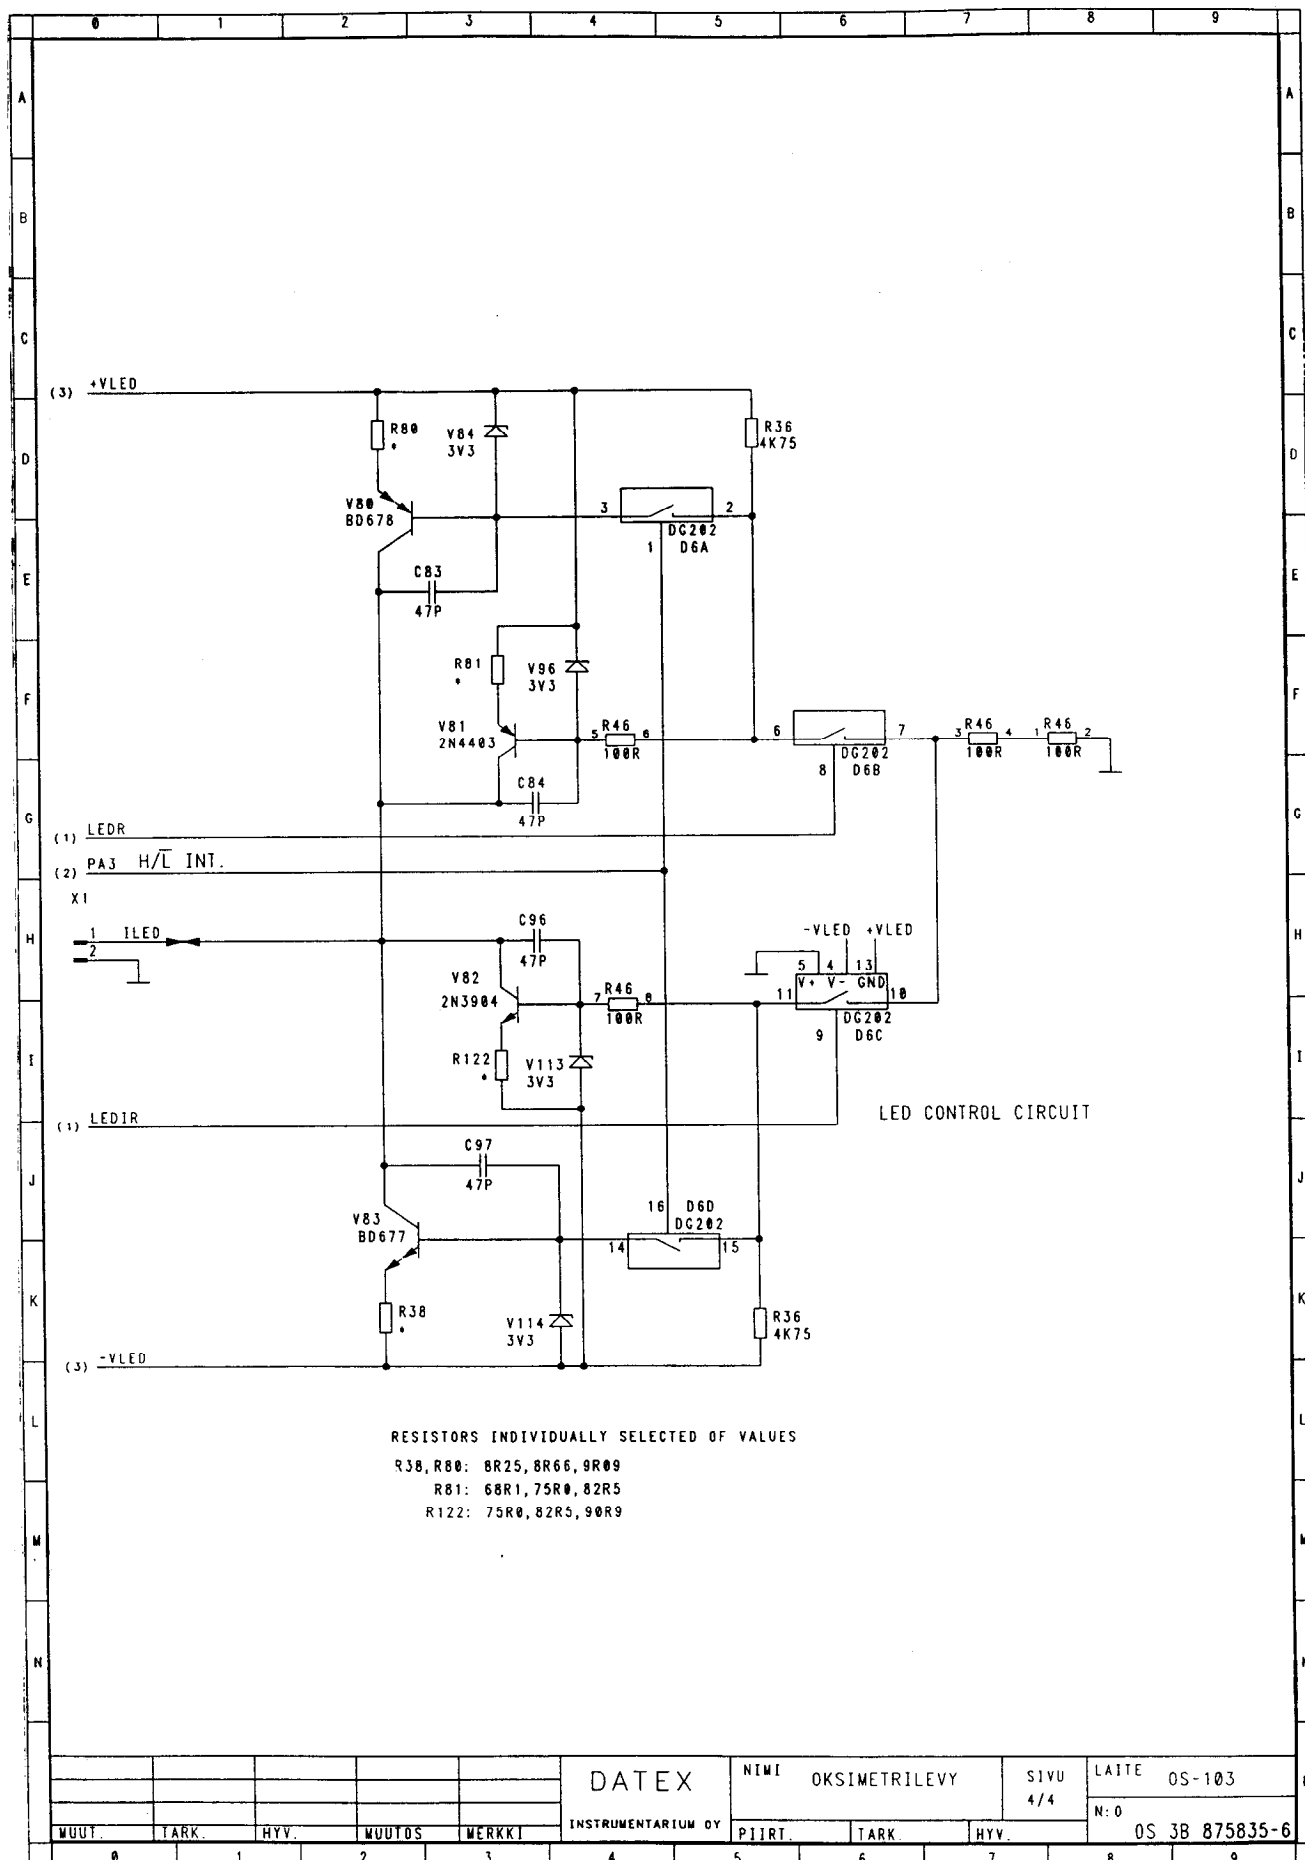 0 1 2 3 4 5 6 7 8 9
A A
B B
C C
(3) +VLED
R80
*
V84
3V3
R36
4K75
D D
V80
BD678
3 2
DG202
D6A
1
E E
C83
47P
R81
*
V96
3V3
F F
V81
2N4403
5 R46 6
100R
6 7
DG202
D6B
8
3 R46 4
100R
1 R46 2
100R
C84
47P
G G
(1) LEDR
(2) PA3 H/L̅ INT.
X1
H H
1 ILED
2
C96
47P
-VLED +VLED
5 4 13
V+ V- GND
11 10
DG202
D6C
9
V82
2N3904
7 R46 8
100R
I I
R122
*
V113
3V3
(1) LEDIR
LED CONTROL CIRCUIT
C97
47P
J J
V83
BD677
16 D6D
DG202
14 15
K K
R38
*
V114
3V3
R36
4K75
(3) -VLED
L L
RESISTORS INDIVIDUALLY SELECTED OF VALUES
R38,R80: 8R25,8R66,9R09
R81: 68R1,75R0,82R5
R122: 75R0,82R5,90R9
M M
N N
DATEX
INSTRUMENTARIUM OY
NIMI OKSIMETRILEVY
SIVU
4/4
LAITE OS-103
N:0
MUUT. TARK. HYV. MUUTOS MERKKI
PIIRT. TARK. HYV.
OS 3B 875835-6
0 1 2 3 4 5 6 7 8 9